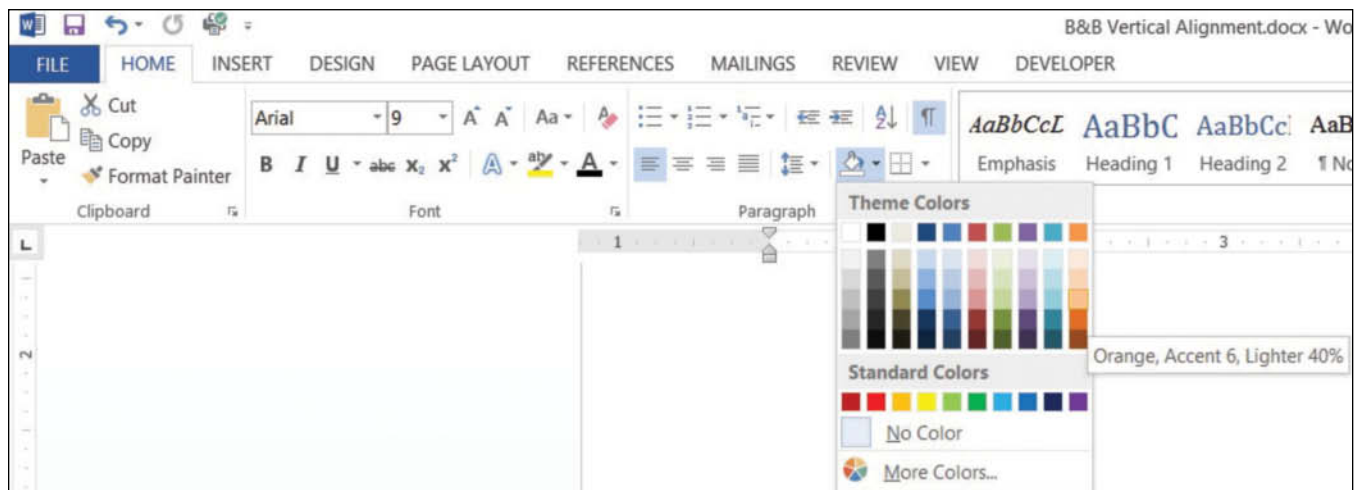 B&B Vertical Alignment.docx - Wo
FILE HOME INSERT DESIGN PAGE LAYOUT REFERENCES MAILINGS REVIEW VIEW DEVELOPER
Paste
Cut
Copy
Format Painter
Clipboard
Arial 9 A A Aa
B I U abc X₂ X² A aby A
Font
Paragraph
AaBbCcL AaBbC AaBbCc AaB
Emphasis Heading 1 Heading 2 ¶ No
Theme Colors
Orange, Accent 6, Lighter 40%
Standard Colors
No Color
More Colors...
L
1 3
2